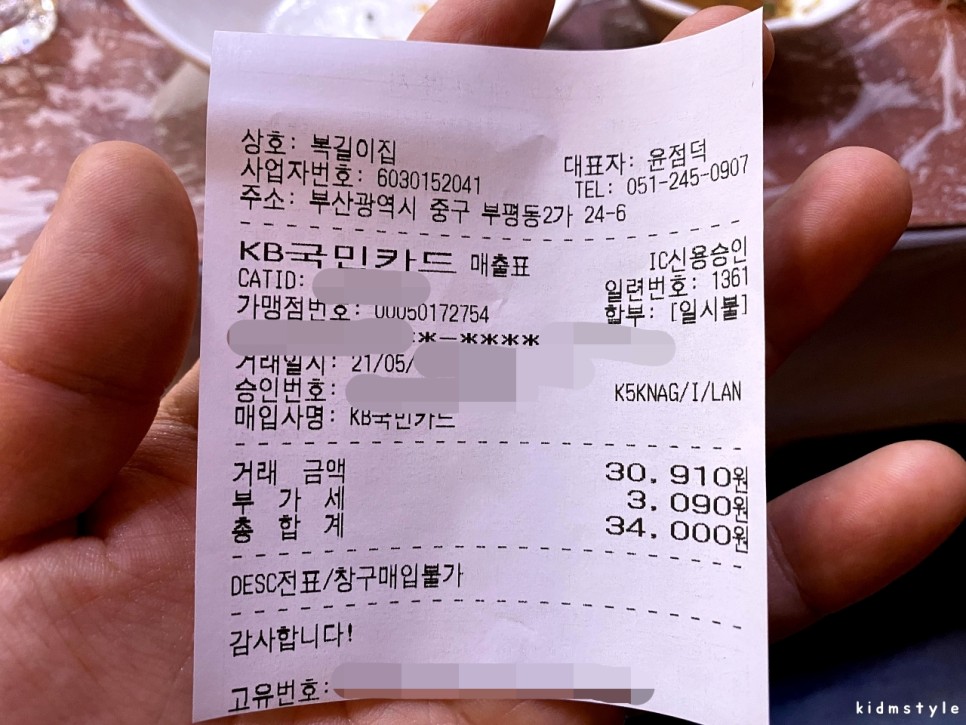 상호: 복길이집
대표자: 윤점덕
사업자번호: 6030152041
TEL: 051-245-0907
주소: 부산광역시 중구 부평동2가 24-6
KB국민카드 매출표
IC신용승인
CATID:
일련번호: 1361
가맹점번호: 00050172754
할부: [일시불]
*-****
거래일시: 21/05/
승인번호:
K5KNAG/I/LAN
매입사명: KB국민카드
거래 금액 30.910원
부 가 세 3.090원
총 합 계 34.000원
DESC전표/창구매입불가
감사합니다!
고유번호:
kidmstyle